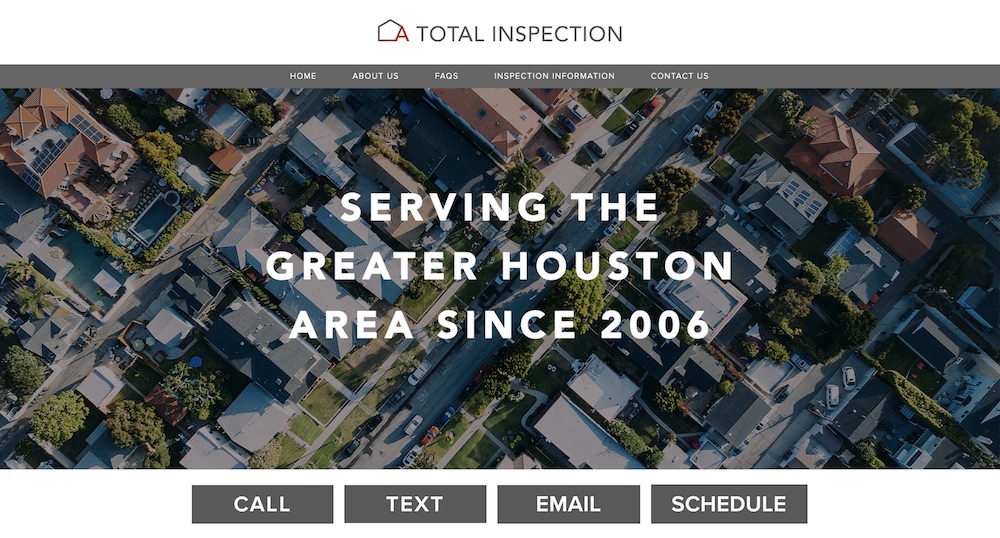 A TOTAL INSPECTION
HOME ABOUT US FAQS INSPECTION INFORMATION CONTACT US
SERVING THE
GREATER HOUSTON
AREA SINCE 2006
CALL TEXT EMAIL SCHEDULE